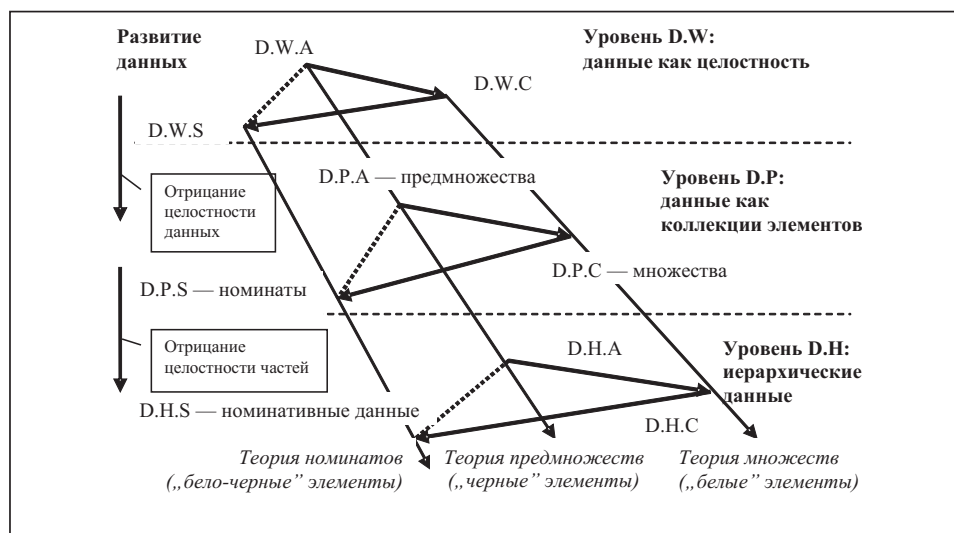 Развитие
данных
D.W.A
Уровень D.W:
данные как целостность
D.W.C
D.W.S
D.P.A — предмножества
Уровень D.P:
данные как
коллекции элементов
Отрицание
целостности
данных
D.P.C — множества
D.P.S — номинаты
Отрицание
целостности частей
D.H.A
Уровень D.H:
иерархические
данные
D.H.S — номинативные данные
D.H.C
Теория номинатов
(„бело-черные” элементы)
Теория предмножеств
(„черные” элементы)
Теория множеств
(„белые” элементы)